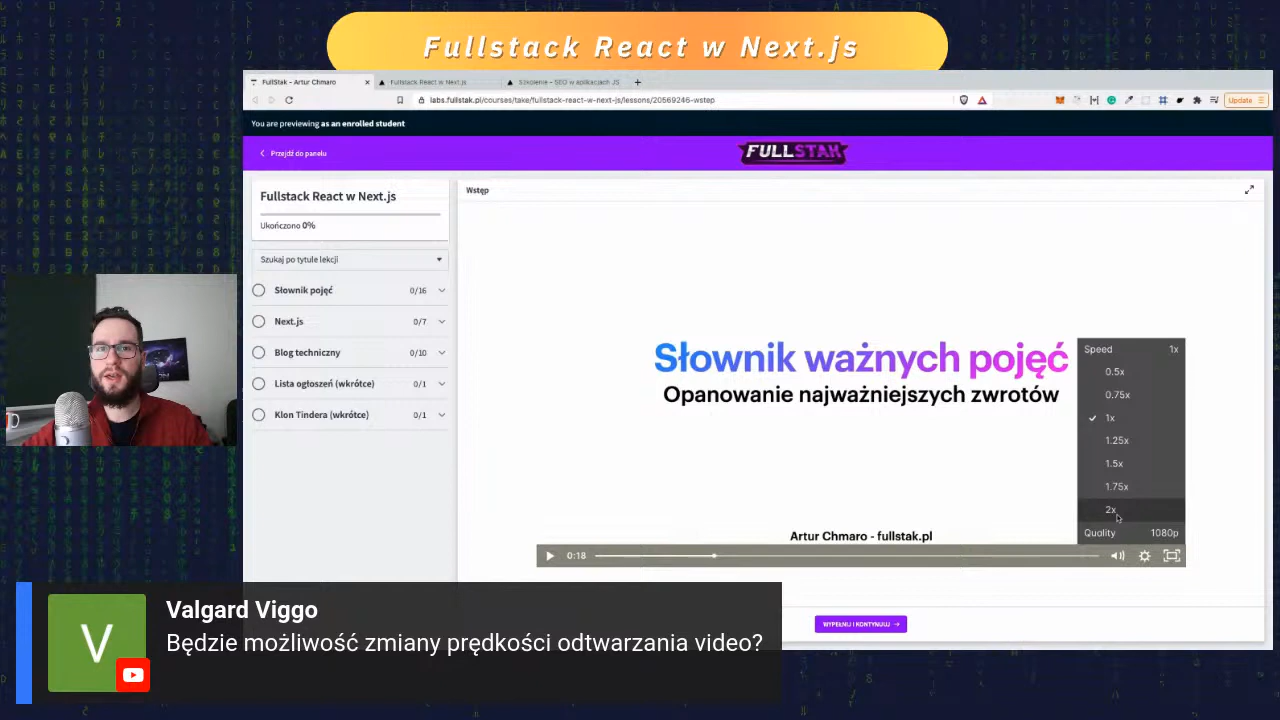 Fullstack React w Next.js
FullStak - Artur Chmaro
Fullstack React w Next.js
Szkolenie - SEO w aplikacjach JS
labs.fullstak.pl/courses/take/fullstack-react-w-next-js/lessons/20569246-wstep
Update
You are previewing as an enrolled student
Przejdź do panelu
FULLSTAK
Fullstack React w Next.js
Ukończono 0%
Szukaj po tytule lekcji
Słownik pojęć 0/16
Next.js 0/7
Blog techniczny 0/10
Lista ogłoszeń (wkrótce) 0/1
Klon Tindera (wkrótce) 0/1
Wstęp
Słownik ważnych pojęć
Opanowanie najważniejszych zwrotów
Artur Chmaro - fullstak.pl
Speed 1x
0.5x
0.75x
1x
1.25x
1.5x
1.75x
2x
Quality 1080p
0:18
WYPEŁNIJ I KONTYNUUJ →
V
Valgard Viggo
Będzie możliwość zmiany prędkości odtwarzania video?